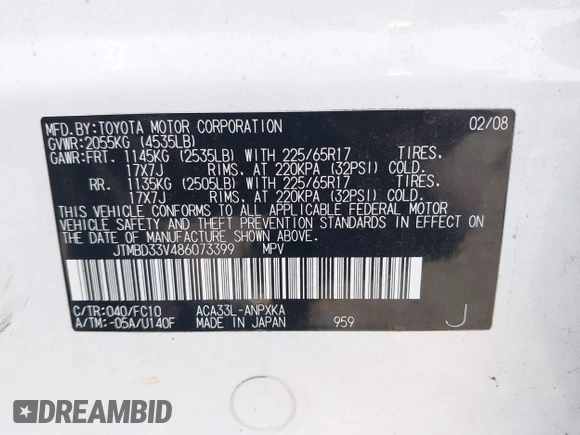 MFD.BY:TOYOTA MOTOR CORPORATION 02/08
GVWR:2055KG (4535LB)
GAWR:FRT. 1145KG (2535LB) WITH 225/65R17 TIRES.
17X7J RIMS. AT 220KPA (32PSI) COLD.
RR. 1135KG (2505LB) WITH 225/65R17 TIRES.
17X7J RIMS. AT 220KPA (32PSI) COLD.
THIS VEHICLE CONFORMS TO ALL APPLICABLE FEDERAL MOTOR
VEHICLE SAFETY AND THEFT PREVENTION STANDARDS IN EFFECT ON
THE DATE OF MANUFACTURE SHOWN ABOVE.
JTMBD33V486073399 MPV
C/TR:040/FC10 ACA33L-ANPXKA
A/TM:-05A/U140F MADE IN JAPAN 959 J
DREAMBID